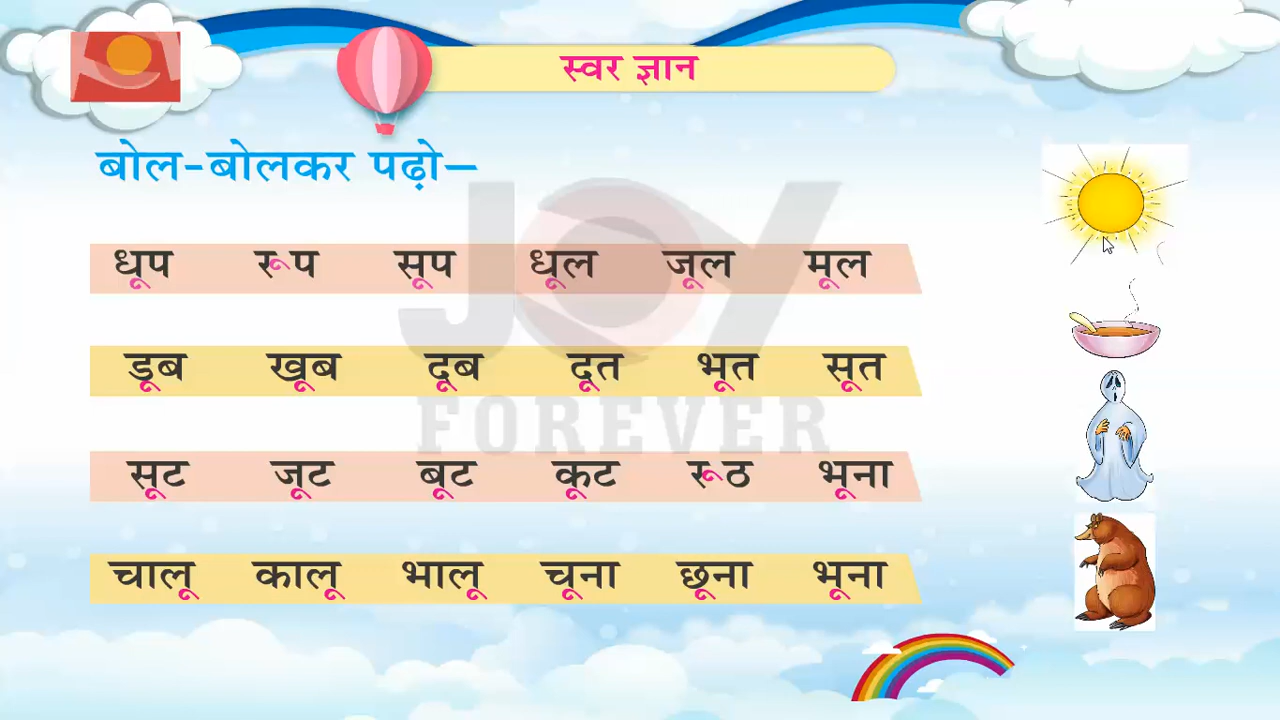 स्वर ज्ञान
बोल-बोलकर पढ़ो—
धूप रूप सूप धूल जूल मूल
डूब खूब दूब दूत भूत सूत
सूट जूट बूट कूट रूठ भूना
चालू कालू भालू चूना छूना भूना
JOY
FOREVER